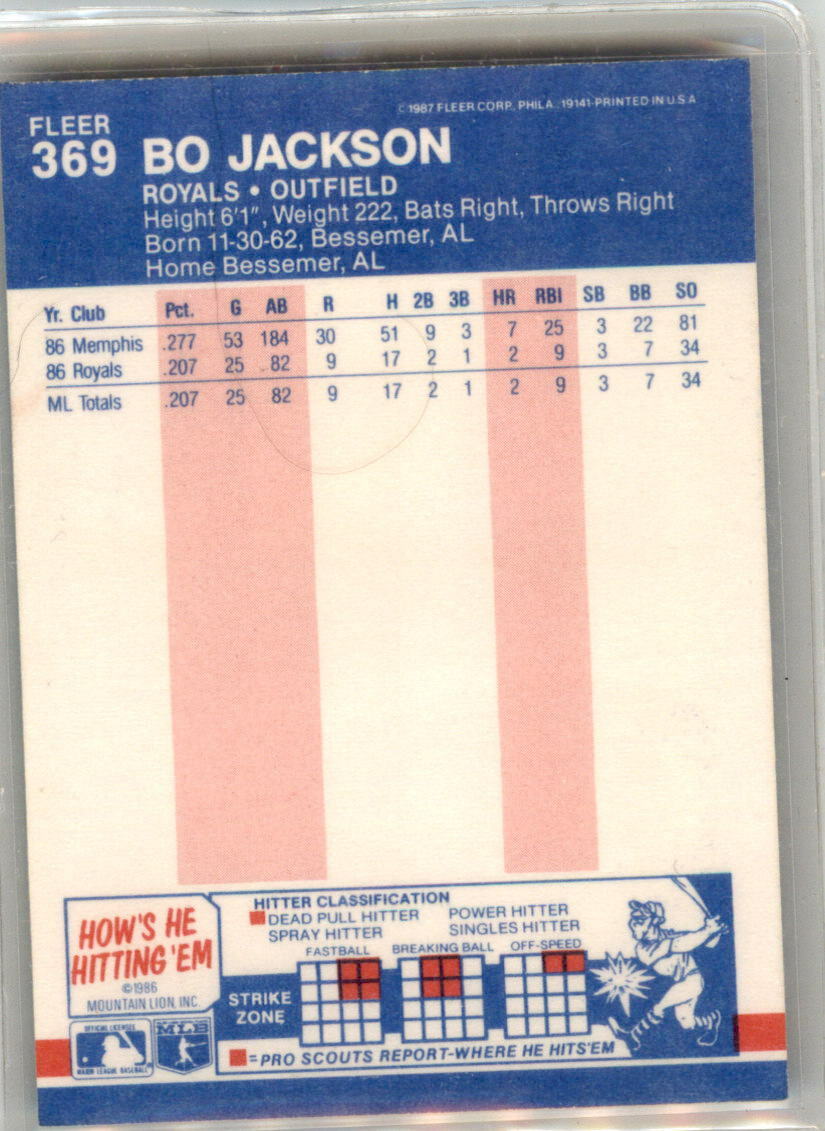 © 1987 FLEER CORP. PHILA. 19141-PRINTED IN U.S.A
FLEER
369 BO JACKSON
ROYALS • OUTFIELD
Height 6'1", Weight 222, Bats Right, Throws Right
Born 11-30-62, Bessemer, AL
Home Bessemer, AL
Yr. Club Pct. G AB R H 2B 3B HR RBI SB BB SO
86 Memphis .277 53 184 30 51 9 3 7 25 3 22 81
86 Royals .207 25 82 9 17 2 1 2 9 3 7 34
ML Totals .207 25 82 9 17 2 1 2 9 3 7 34
HOW'S HE
HITTING 'EM
©1986
MOUNTAIN LION, INC.
HITTER CLASSIFICATION
DEAD PULL HITTER POWER HITTER
SPRAY HITTER SINGLES HITTER
FASTBALL BREAKING BALL OFF-SPEED
STRIKE
ZONE
=PRO SCOUTS REPORT-WHERE HE HITS'EM
OFFICIAL LICENSEE
MAJOR LEAGUE BASEBALL
MLB